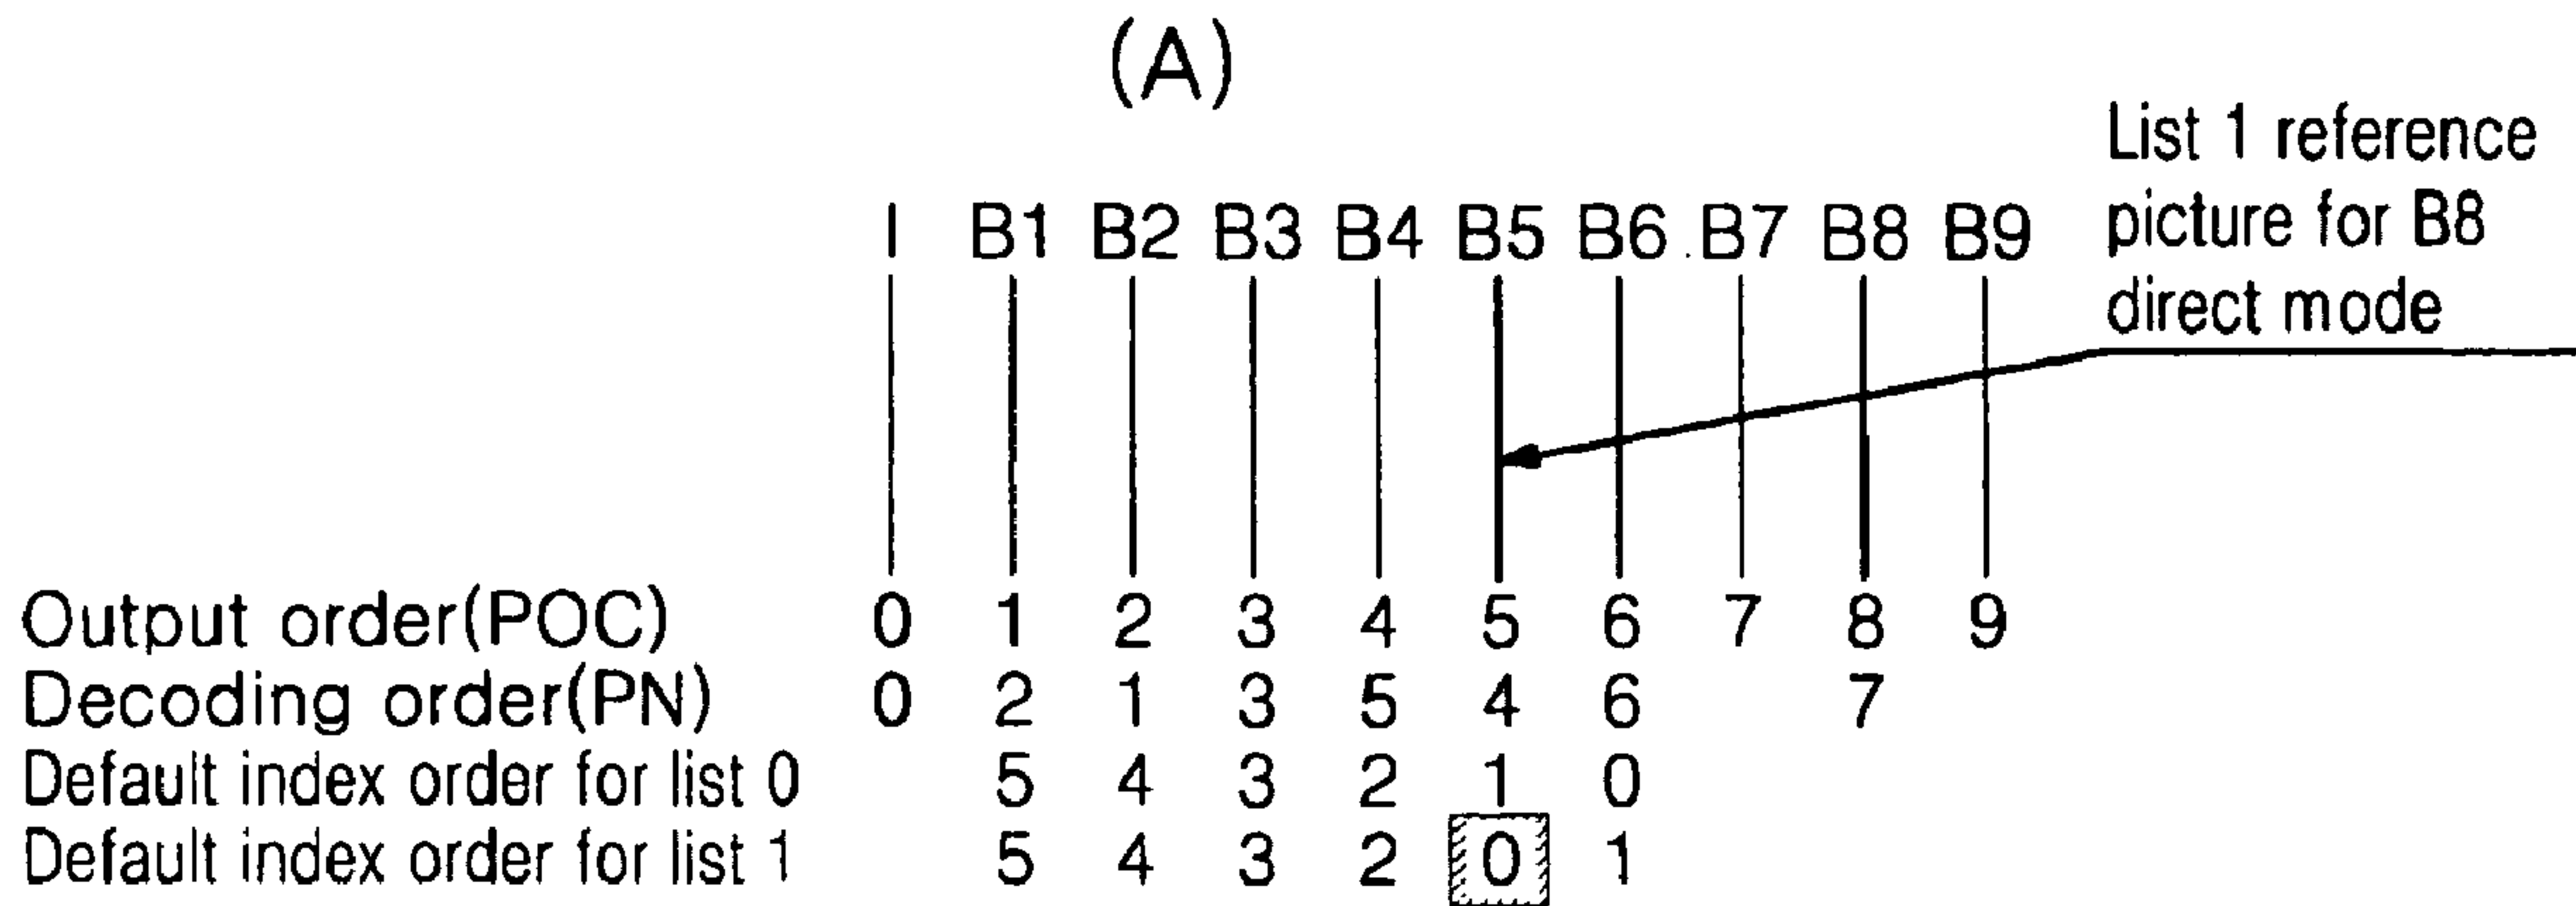 (A)
List 1 reference
picture for B8
direct mode
I B1 B2 B3 B4 B5 B6 B7 B8 B9
Output order(POC) 0 1 2 3 4 5 6 7 8 9
Decoding order(PN) 0 2 1 3 5 4 6 7
Default index order for list 0 5 4 3 2 1 0
Default index order for list 1 5 4 3 2 0 1